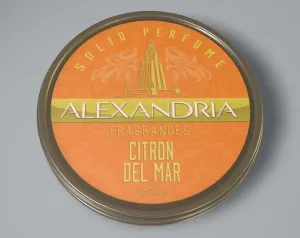 SOLID PERFUME
ALEXANDRIA
FRAGRANCES
CITRON
DEL MAR